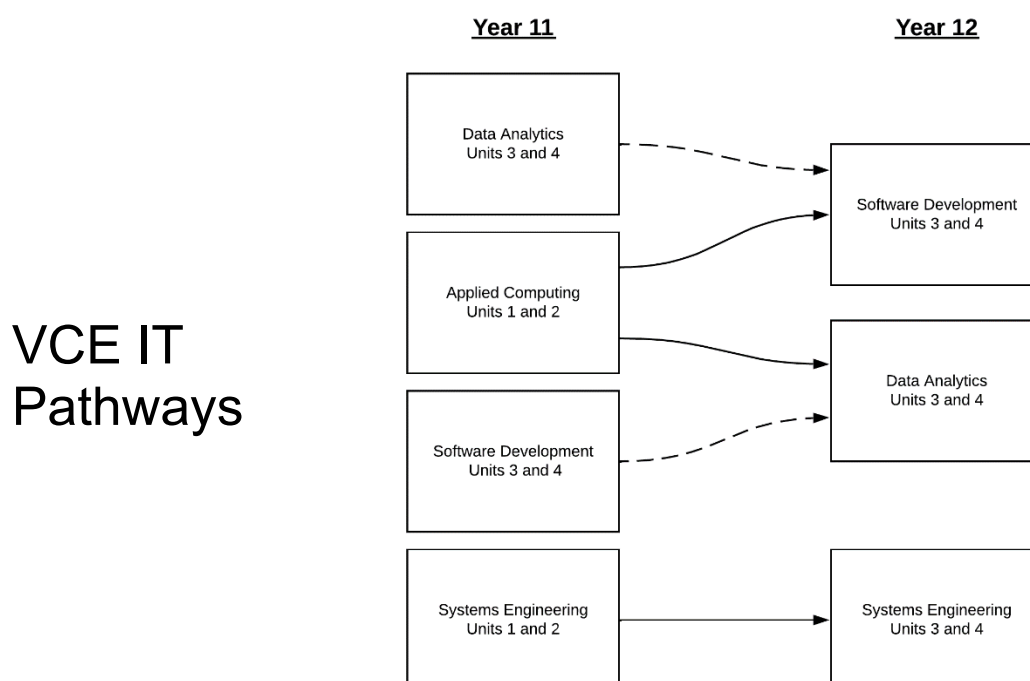 Year 11
Year 12
Data Analytics
Units 3 and 4
Software Development
Units 3 and 4
Applied Computing
Units 1 and 2
VCE IT
Pathways
Data Analytics
Units 3 and 4
Software Development
Units 3 and 4
Systems Engineering
Units 1 and 2
Systems Engineering
Units 3 and 4